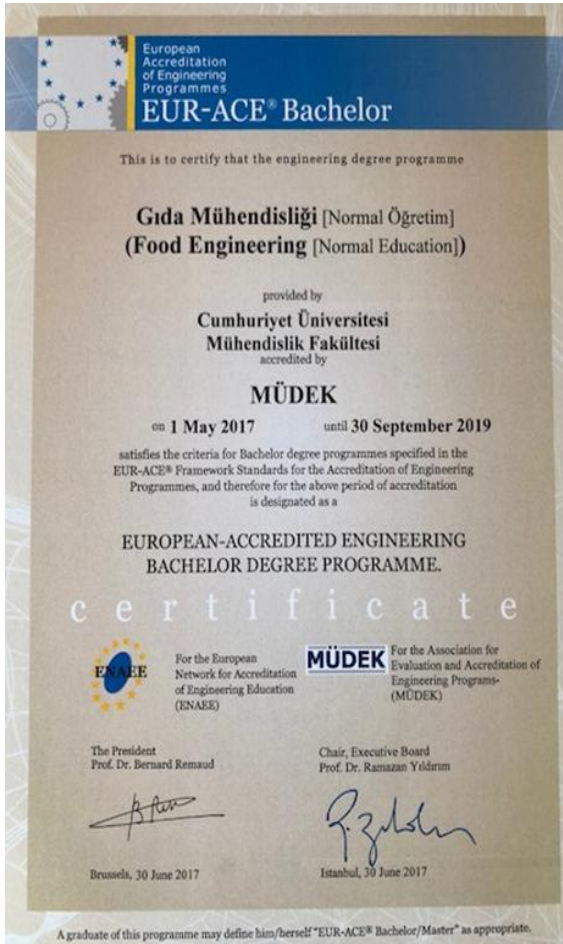 European
Accreditation
of Engineering
Programmes
EUR-ACE® Bachelor
This is to certify that the engineering degree programme
Gıda Mühendisliği [Normal Öğretim]
(Food Engineering [Normal Education])
provided by
Cumhuriyet Üniversitesi
Mühendislik Fakültesi
accredited by
MÜDEK
on 1 May 2017 until 30 September 2019
satisfies the criteria for Bachelor degree programmes specified in the
EUR-ACE® Framework Standards for the Accreditation of Engineering
Programmes, and therefore for the above period of accreditation
is designated as a
EUROPEAN-ACCREDITED ENGINEERING
BACHELOR DEGREE PROGRAMME.
certificate
ENAEE
For the European
Network for Accreditation
of Engineering Education
(ENAEE)
MÜDEK
For the Association for
Evaluation and Accreditation of
Engineering Programs-
(MÜDEK)
The President
Prof. Dr. Bernard Remaud
Chair, Executive Board
Prof. Dr. Ramazan Yıldırım
Brussels, 30 June 2017
Istanbul, 30 June 2017
A graduate of this programme may define him/herself "EUR-ACE® Bachelor/Master" as appropriate.